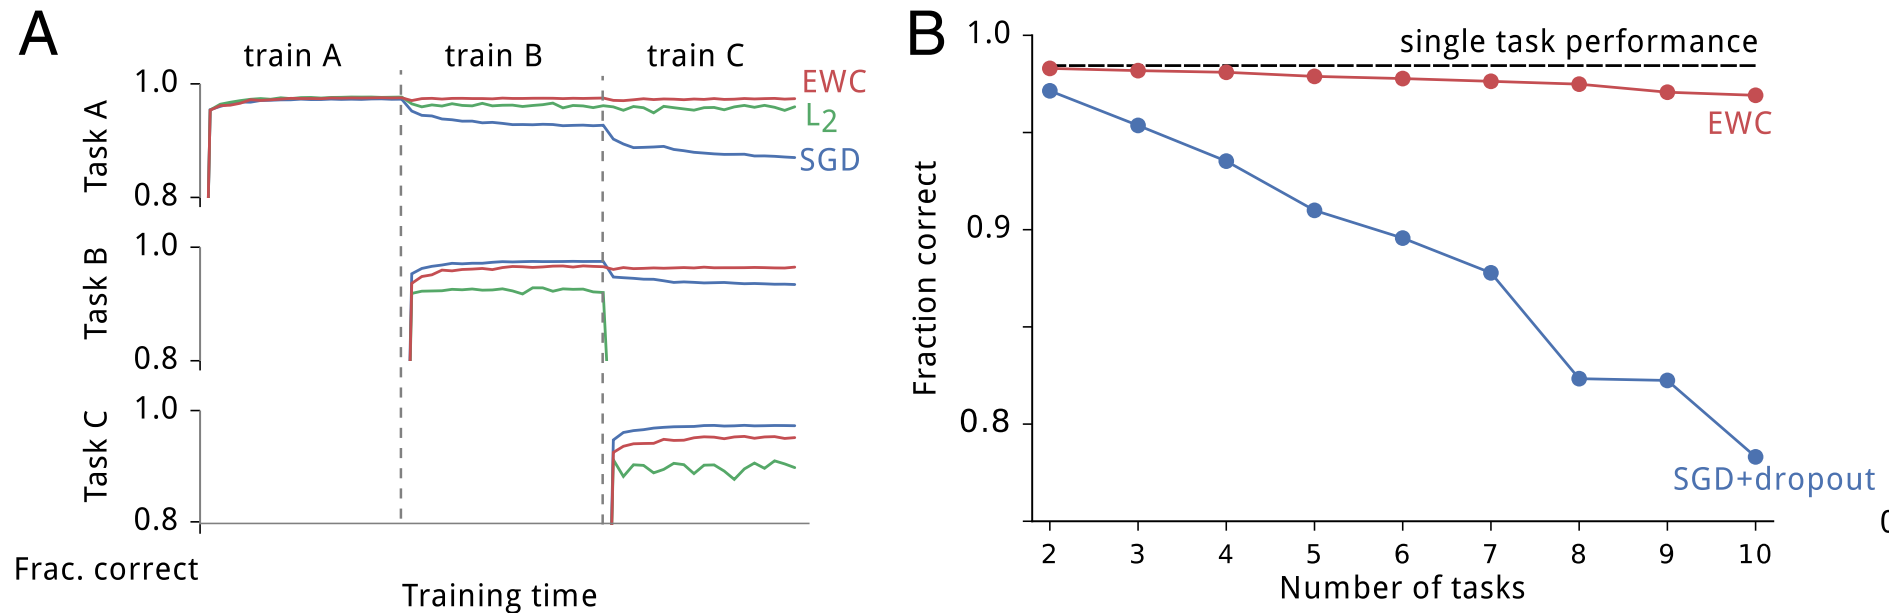 A
train A train B train C
1.0
0.8
Task A
EWC
L2
SGD
1.0
0.8
Task B
1.0
0.8
Task C
Frac. correct
Training time
B
1.0
0.9
0.8
Fraction correct
single task performance
EWC
SGD+dropout
2 3 4 5 6 7 8 9 10
Number of tasks